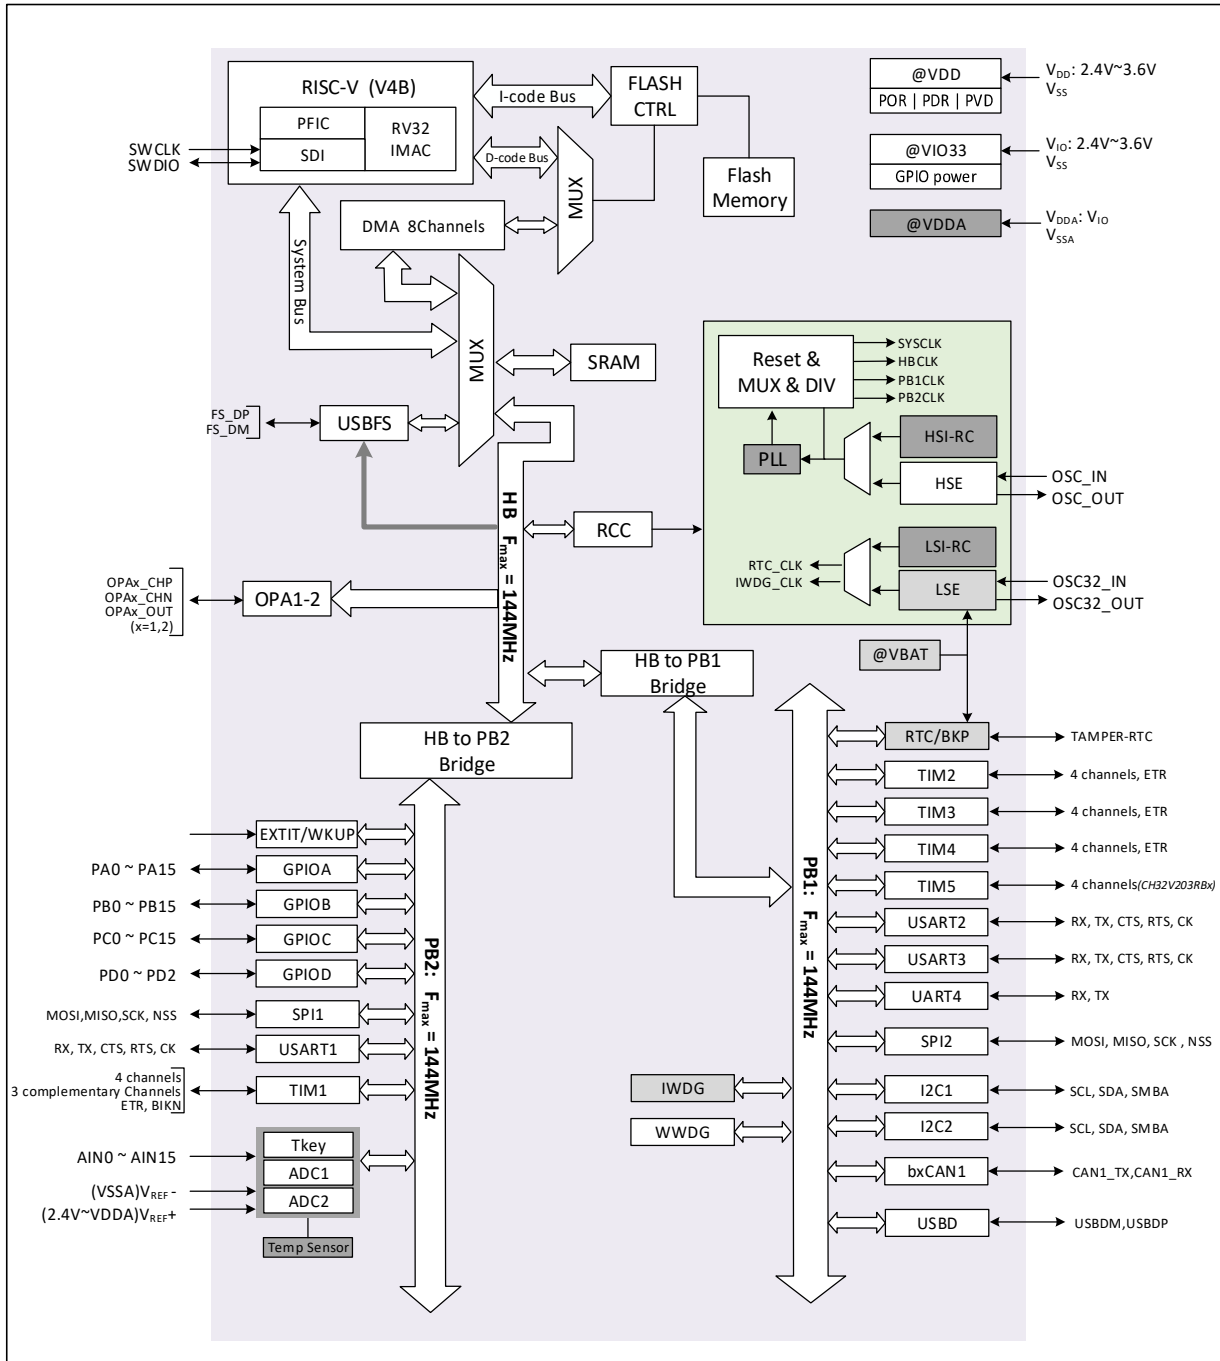 RISC-V (V4B)
PFIC
SDI
RV32
IMAC
SWCLK
SWDIO
I-code Bus
FLASH
CTRL
D-code Bus
MUX
Flash
Memory
@VDD
POR | PDR | PVD
VDD: 2.4V~3.6V
VSS
@VIO33
GPIO power
VIO: 2.4V~3.6V
VSS
@VDDA
VDDA: VIO
VSSA
DMA 8Channels
System Bus
MUX
SRAM
FS_DP
FS_DM
USBFS
Reset &
MUX & DIV
SYSCLK
HBCLK
PB1CLK
PB2CLK
PLL
HSI-RC
HSE
OSC_IN
OSC_OUT
HB Fmax = 144MHz
RCC
LSI-RC
RTC_CLK
IWDG_CLK
LSE
OSC32_IN
OSC32_OUT
OPAx_CHP
OPAx_CHN
OPAx_OUT
(x=1,2)
OPA1-2
@VBAT
HB to PB1
Bridge
HB to PB2
Bridge
RTC/BKP
TAMPER-RTC
TIM2
4 channels, ETR
TIM3
4 channels, ETR
TIM4
4 channels, ETR
TIM5
4 channels(CH32V203RBx)
USART2
RX, TX, CTS, RTS, CK
USART3
RX, TX, CTS, RTS, CK
UART4
RX, TX
SPI2
MOSI, MISO, SCK , NSS
I2C1
SCL, SDA, SMBA
I2C2
SCL, SDA, SMBA
bxCAN1
CAN1_TX,CAN1_RX
USBD
USBDM,USBDP
PB1: Fmax = 144MHz
IWDG
WWDG
EXTIT/WKUP
PA0 ~ PA15
GPIOA
PB0 ~ PB15
GPIOB
PC0 ~ PC15
GPIOC
PD0 ~ PD2
GPIOD
MOSI,MISO,SCK, NSS
SPI1
RX, TX, CTS, RTS, CK
USART1
4 channels
3 complementary Channels
ETR, BIKN
TIM1
PB2: Fmax = 144MHz
AIN0 ~ AIN15
Tkey
ADC1
ADC2
(VSSA)VREF -
(2.4V~VDDA)VREF+
Temp Sensor